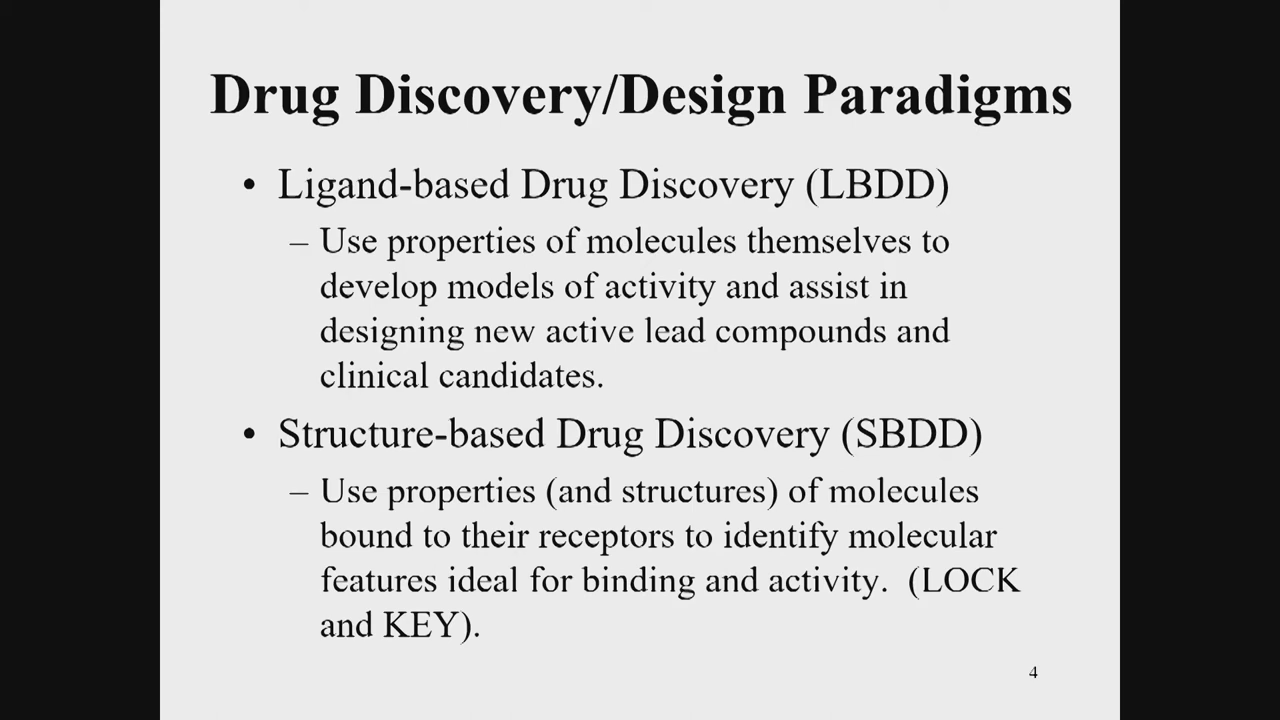 Drug Discovery/Design Paradigms
• Ligand-based Drug Discovery (LBDD)
– Use properties of molecules themselves to
develop models of activity and assist in
designing new active lead compounds and
clinical candidates.
• Structure-based Drug Discovery (SBDD)
– Use properties (and structures) of molecules
bound to their receptors to identify molecular
features ideal for binding and activity.  (LOCK
and KEY).
4